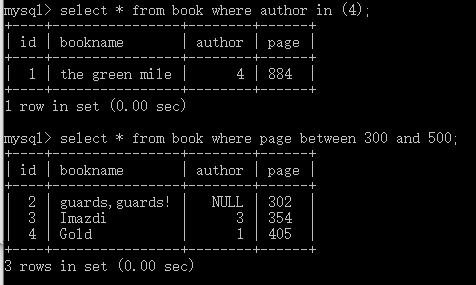 mysql> select * from book where author in (4);
+----+----------------+--------+------+
| id | bookname       | author | page |
+----+----------------+--------+------+
|  1 | the green mile |      4 | 884  |
+----+----------------+--------+------+
1 row in set (0.00 sec)
mysql> select * from book where page between 300 and 500;
+----+----------------+--------+------+
| id | bookname       | author | page |
+----+----------------+--------+------+
|  2 | guards,guards! |   NULL | 302  |
|  3 | Imazdi         |      3 | 354  |
|  4 | Gold           |      1 | 405  |
+----+----------------+--------+------+
3 rows in set (0.00 sec)